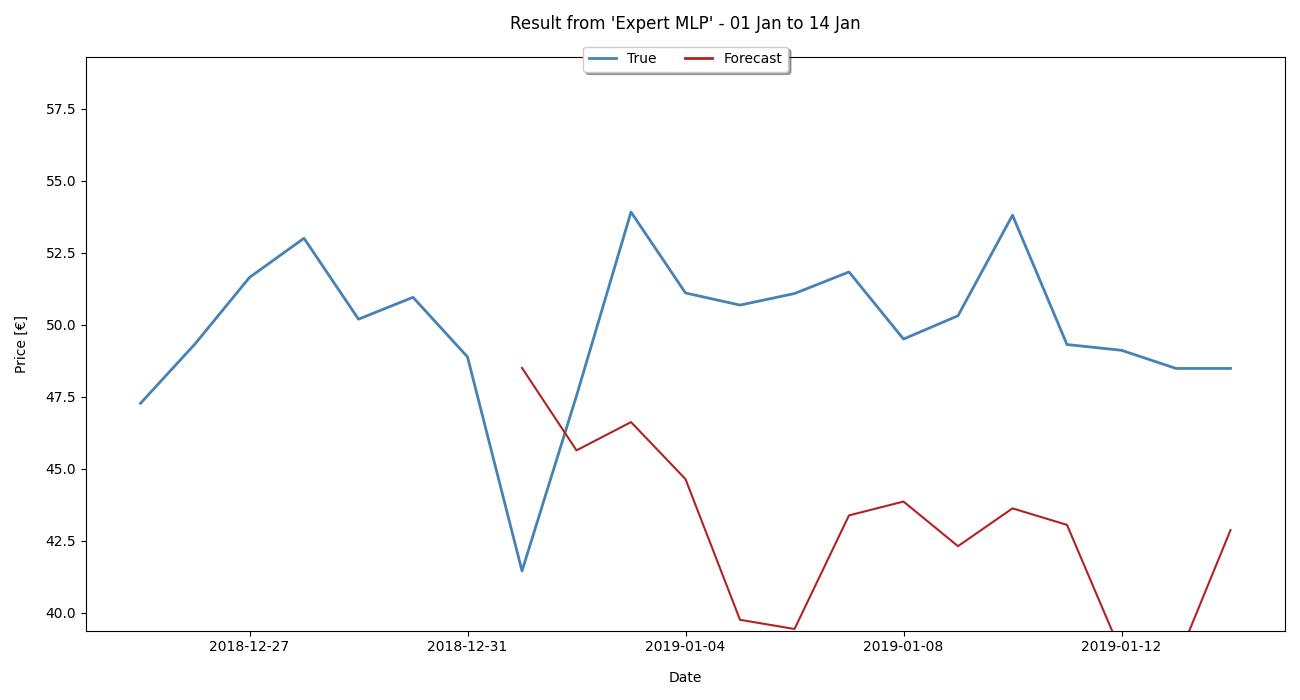 Result from 'Expert MLP' - 01 Jan to 14 Jan
True Forecast
57.5
55.0
52.5
50.0
47.5
45.0
42.5
40.0
Price [€]
2018-12-27 2018-12-31 2019-01-04 2019-01-08 2019-01-12
Date